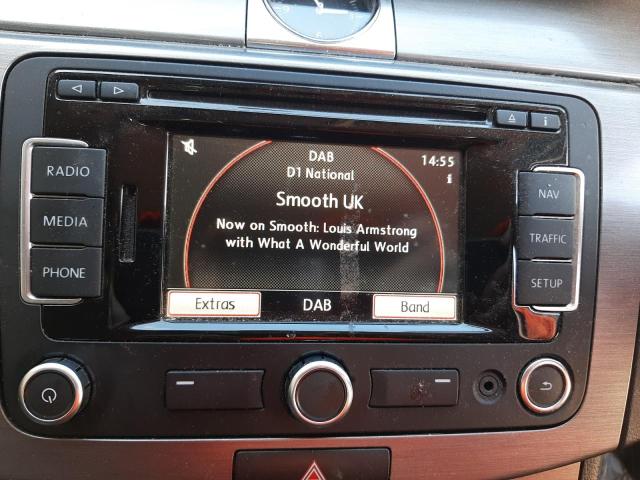 RADIO
MEDIA
PHONE
DAB
D1 National
14:55
i
Smooth UK
Now on Smooth: Louis Armstrong
with What A Wonderful World
Extras
DAB
Band
i
NAV
TRAFFIC
SETUP